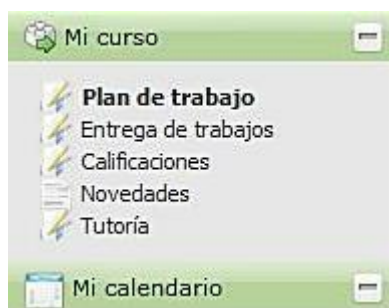 Mi curso
Plan de trabajo
Entrega de trabajos
Calificaciones
Novedades
Tutoría
Mi calendario